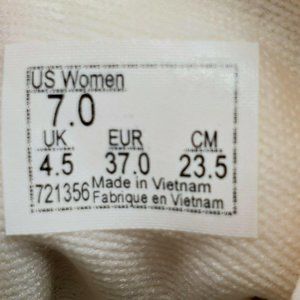 US Women
7.0
UK EUR CM
4.5 37.0 23.5
721356 Made in Vietnam
Fabrique en Vietnam